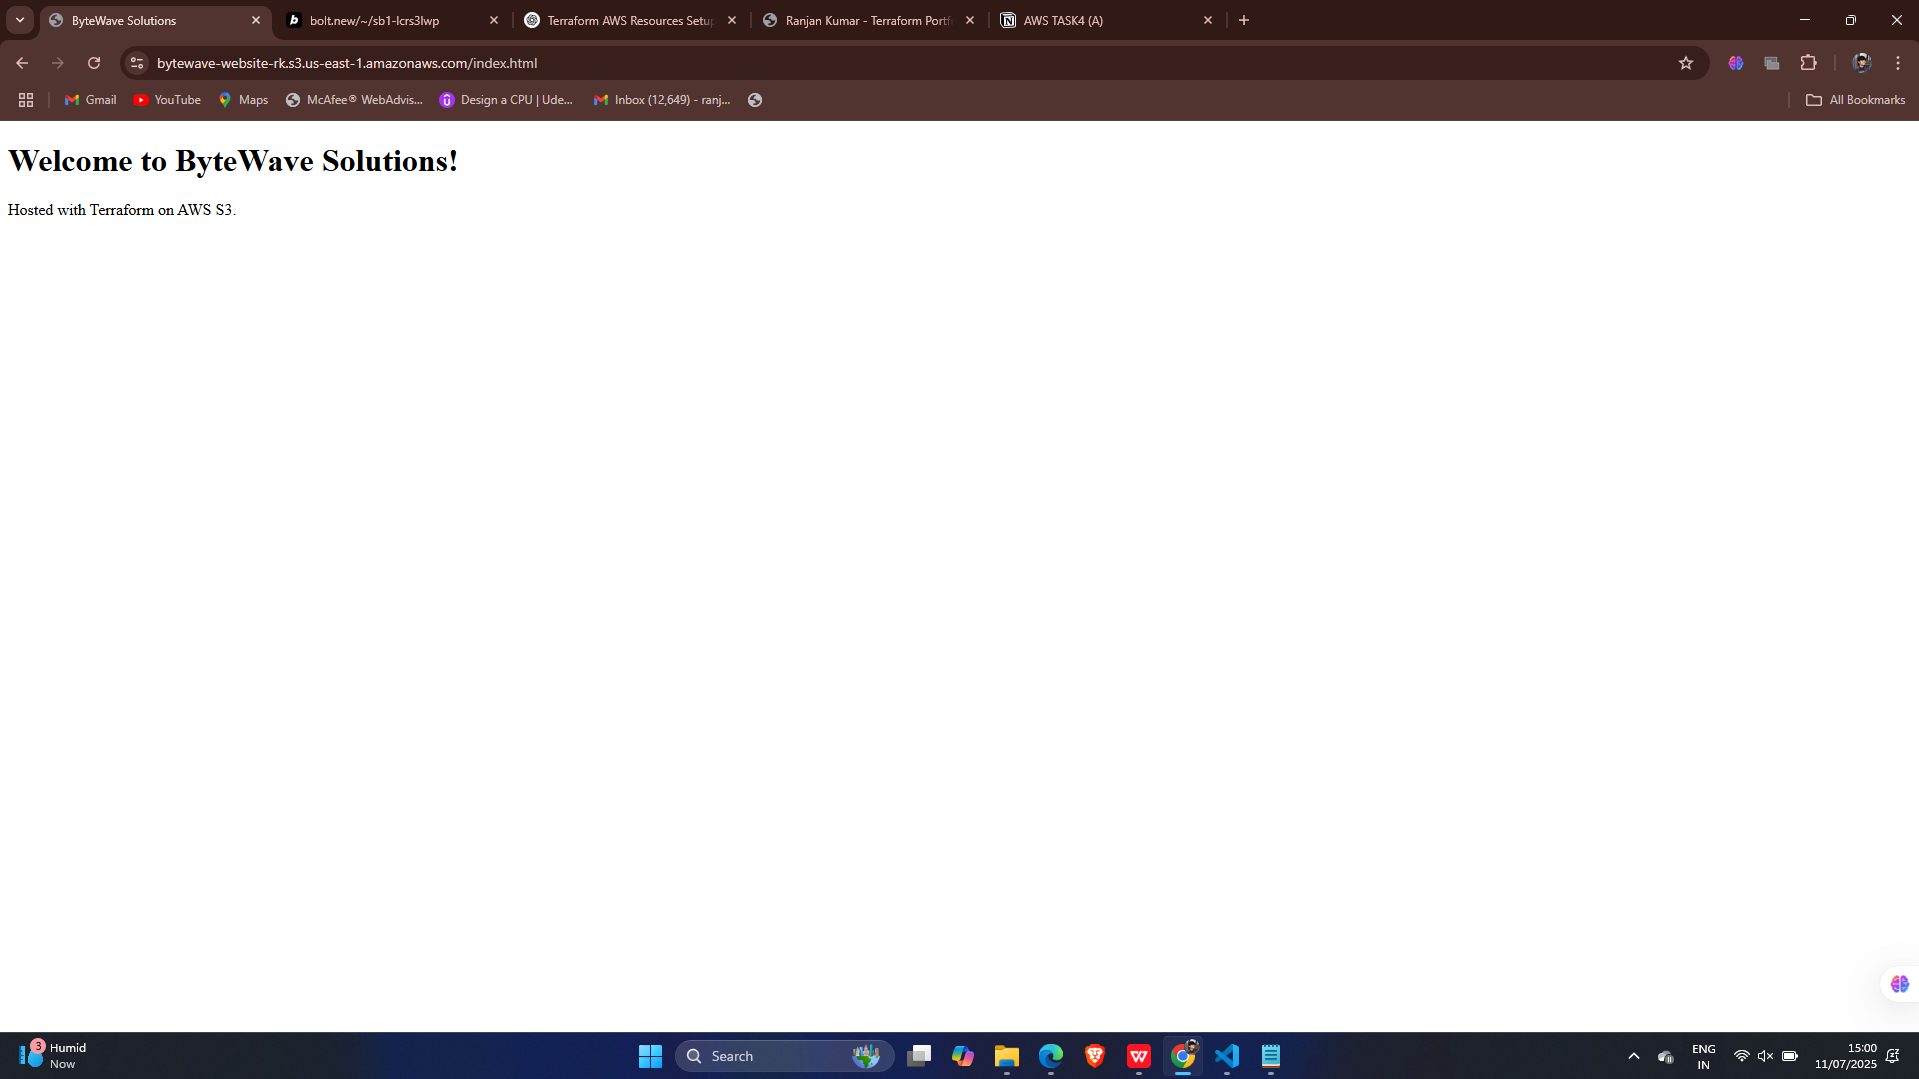 ByteWave Solutions
bolt.new/~/sb1-lcrs3lwp
Terraform AWS Resources Setup
Ranjan Kumar - Terraform Portf
AWS TASK4 (A)
bytewave-website-rk.s3.us-east-1.amazonaws.com/index.html
Gmail
YouTube
Maps
McAfee® WebAdvis...
Design a CPU | Ude...
Inbox (12,649) - ranj...
All Bookmarks
Welcome to ByteWave Solutions!
Hosted with Terraform on AWS S3.
3
Humid
Now
Search
ENG
IN
15:00
11/07/2025